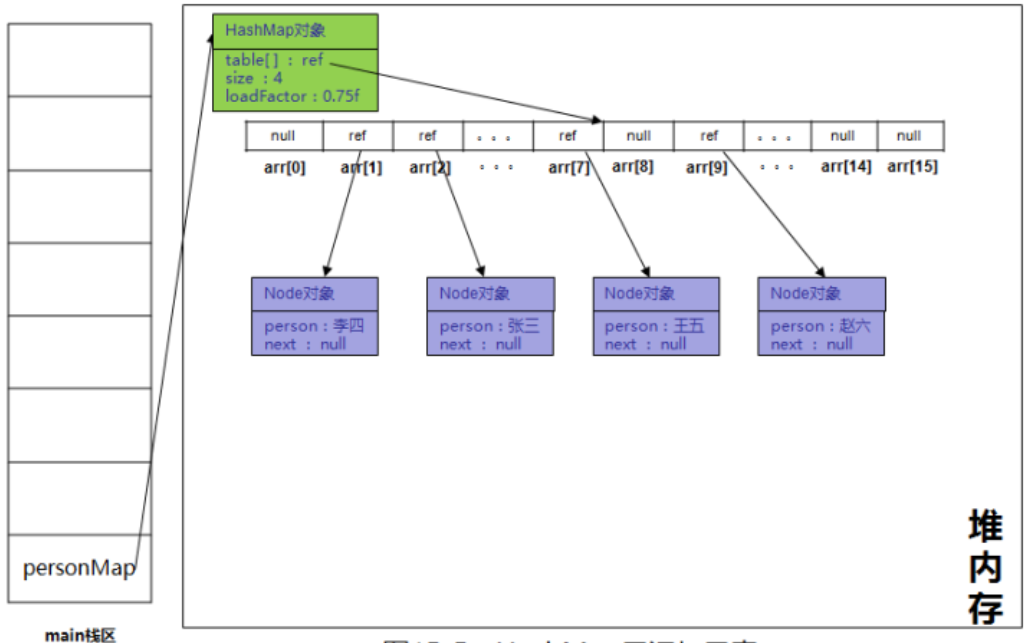 HashMap对象
table[] : ref
size : 4
loadFactor : 0.75f
null ref ref 。。。 ref null ref 。。。 null null
arr[0] arr[1] arr[2] 。。。 arr[7] arr[8] arr[9] 。。。 arr[14] arr[15]
Node对象
person : 李四
next : null
Node对象
person : 张三
next : null
Node对象
person : 王五
next : null
Node对象
person : 赵六
next : null
堆
内
存
personMap
main栈区